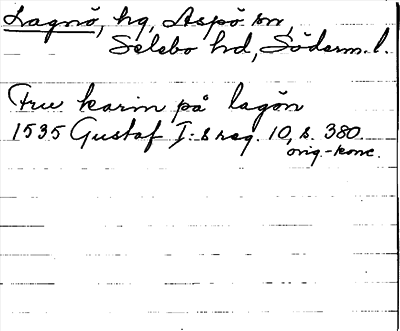 Lagnö, hg, Aspö sn
Selebo hd, Söderm. l.
Fru karin på lagön
1535 Gustaf I:s reg. 10, s. 380.
orig.-konc.